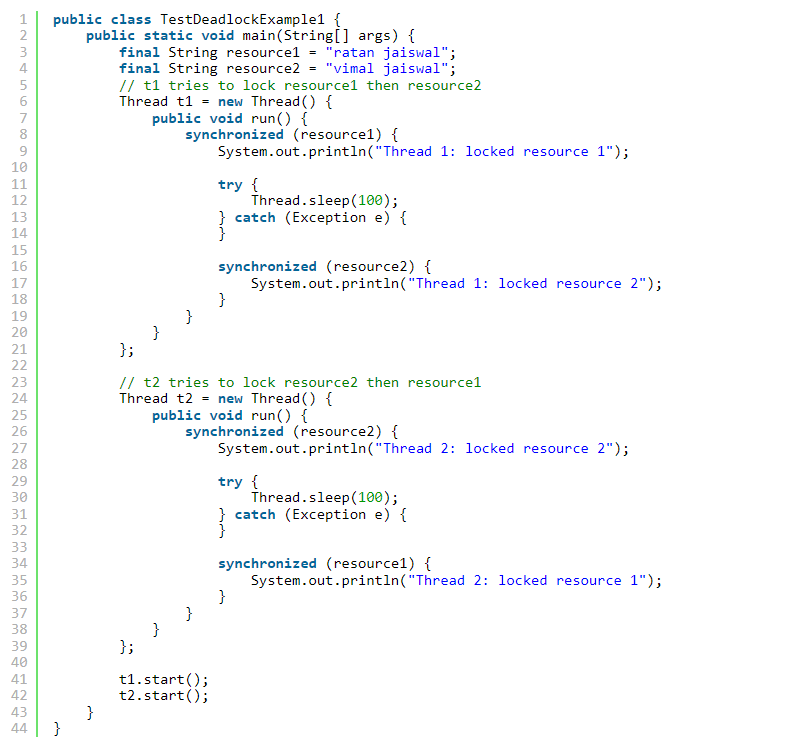 1 public class TestDeadlockExample1 {
2     public static void main(String[] args) {
3         final String resource1 = "ratan jaiswal";
4         final String resource2 = "vimal jaiswal";
5         // t1 tries to lock resource1 then resource2
6         Thread t1 = new Thread() {
7             public void run() {
8                 synchronized (resource1) {
9                     System.out.println("Thread 1: locked resource 1");
10
11                     try {
12                         Thread.sleep(100);
13                     } catch (Exception e) {
14                     }
15
16                     synchronized (resource2) {
17                         System.out.println("Thread 1: locked resource 2");
18                     }
19                 }
20             }
21         };
22
23         // t2 tries to lock resource2 then resource1
24         Thread t2 = new Thread() {
25             public void run() {
26                 synchronized (resource2) {
27                     System.out.println("Thread 2: locked resource 2");
28
29                     try {
30                         Thread.sleep(100);
31                     } catch (Exception e) {
32                     }
33
34                     synchronized (resource1) {
35                         System.out.println("Thread 2: locked resource 1");
36                     }
37                 }
38             }
39         };
40
41         t1.start();
42         t2.start();
43     }
44 }